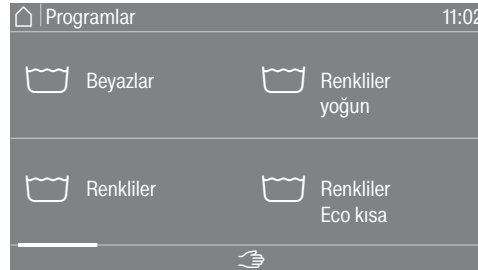 Programlar 11:02
Beyazlar
Renkliler
yoğun
Renkliler
Renkliler
Eco kısa